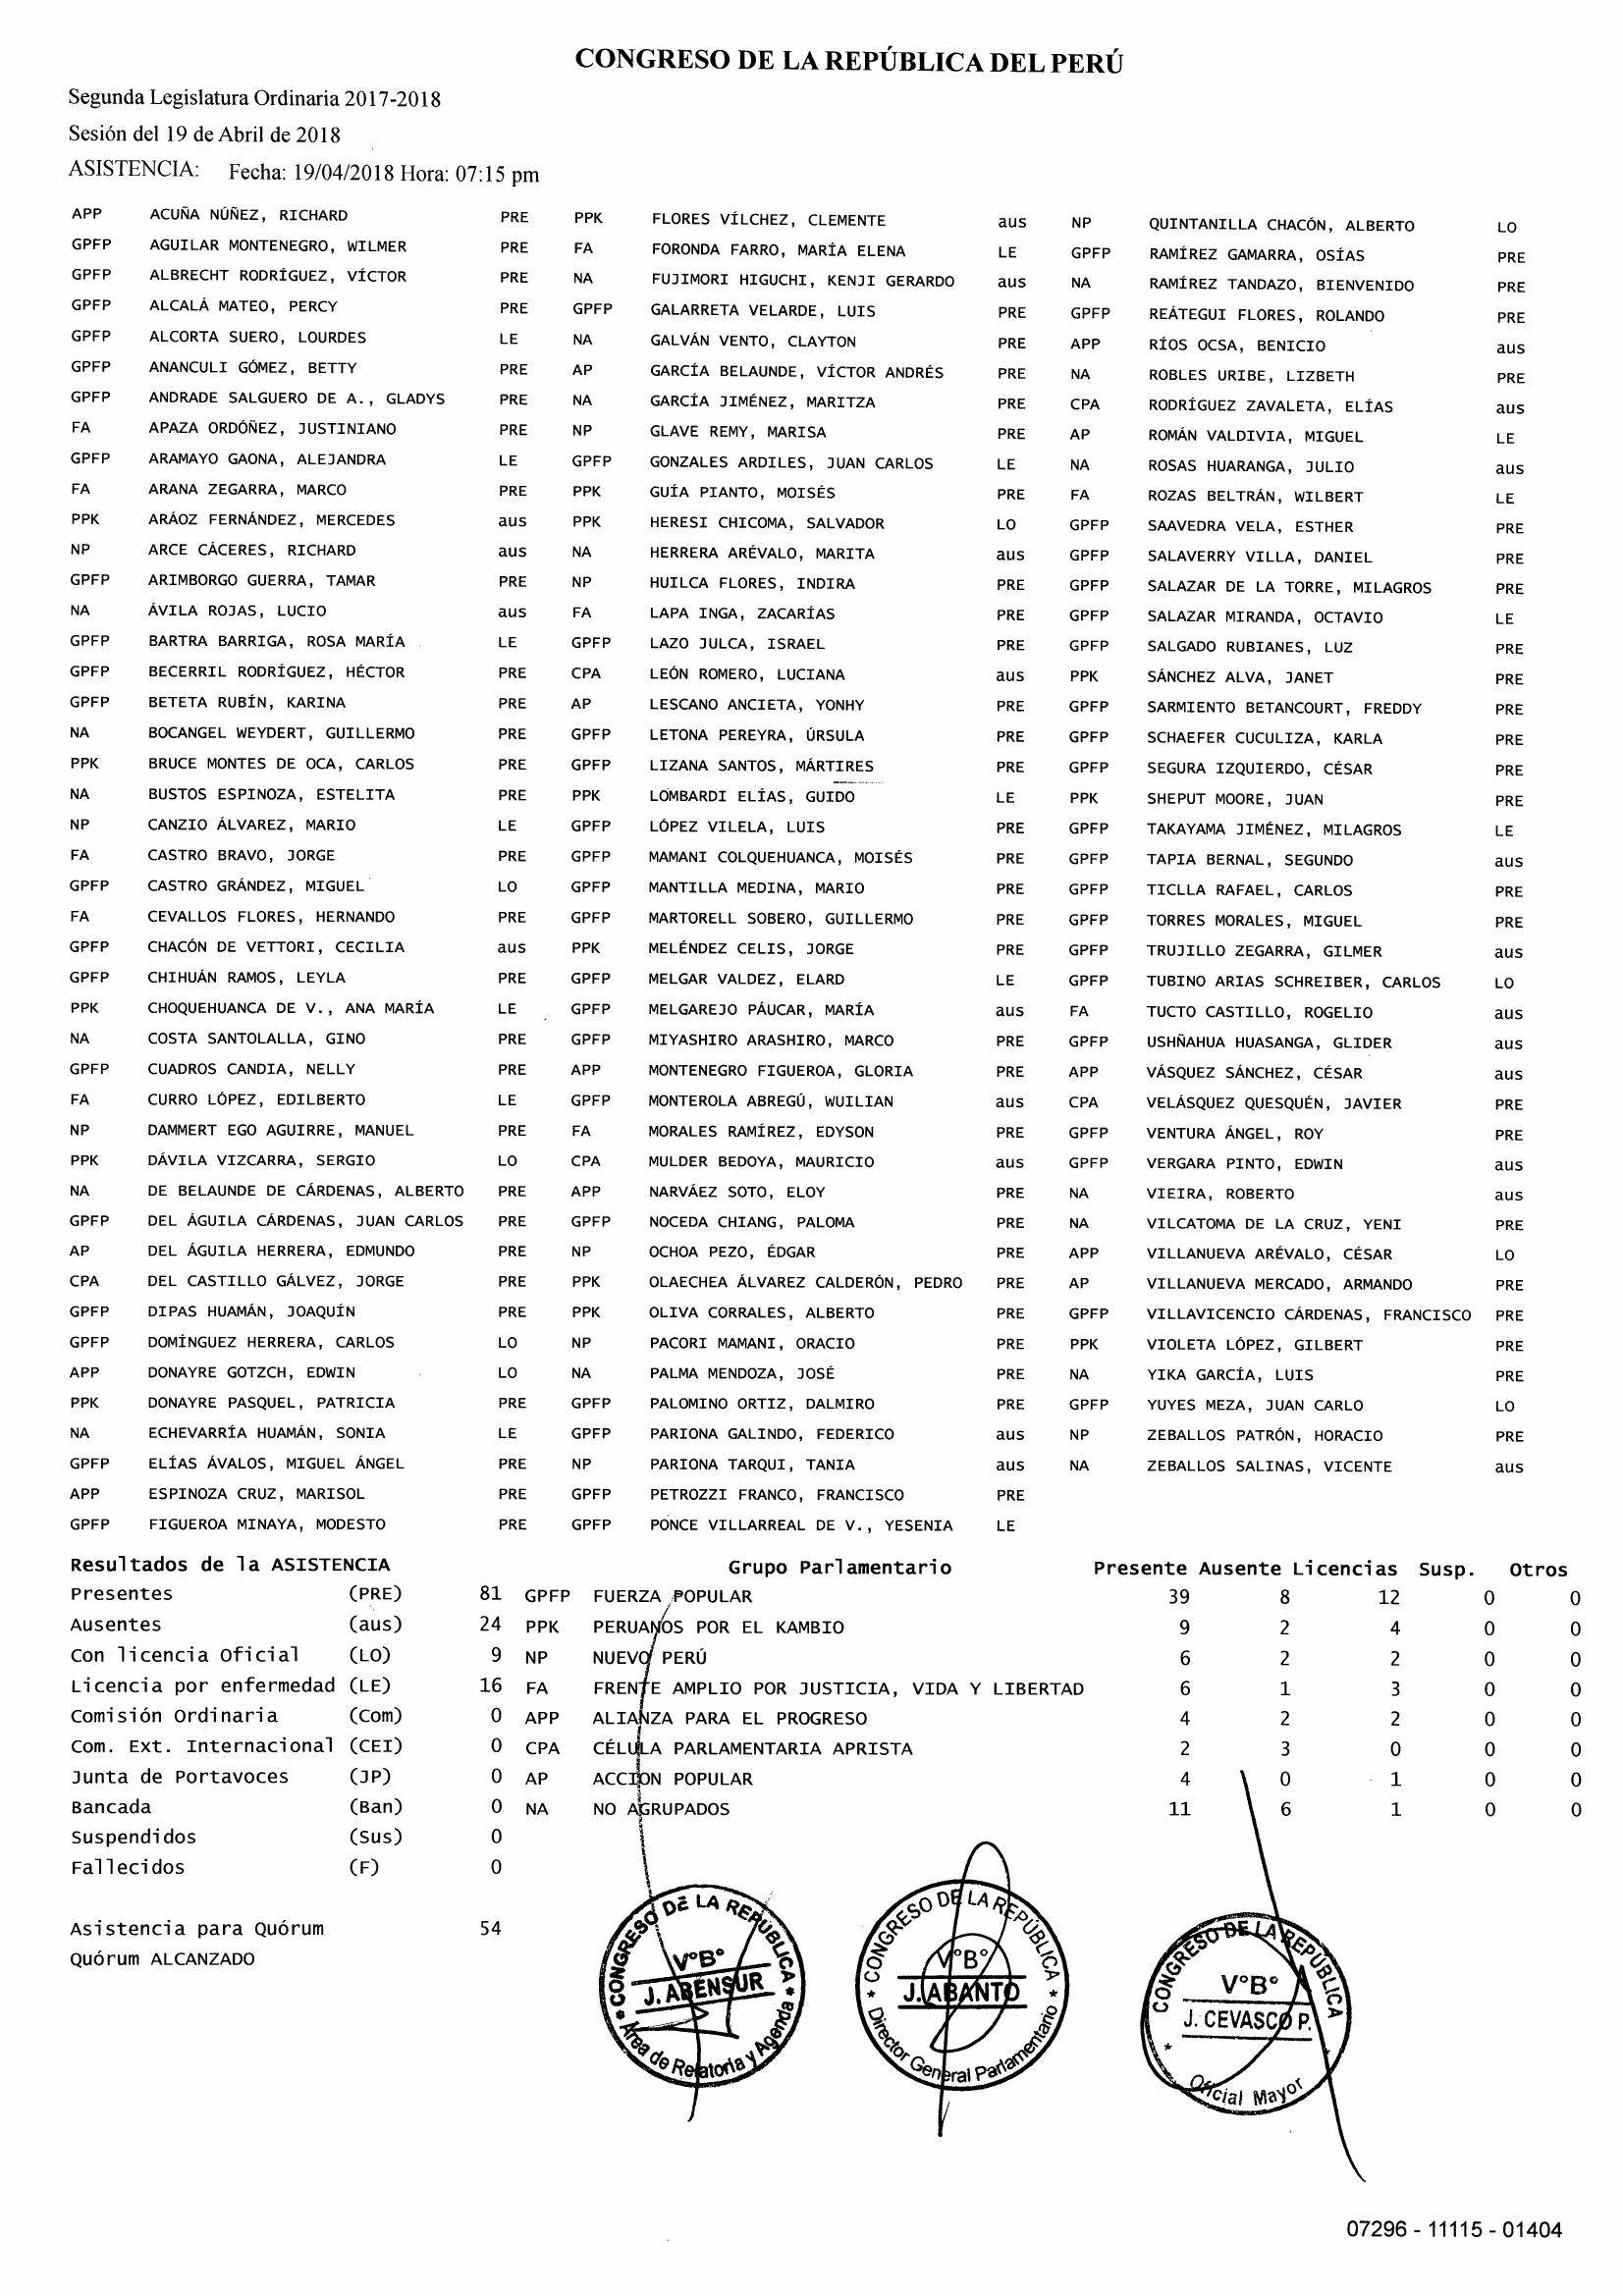 CONGRESO DE LA REPÚBLICA DEL PERÚ
Segunda Legislatura Ordinaria 2017-2018
Sesión del 19 de Abril de 2018
ASISTENCIA: Fecha: 19/04/2018 Hora: 07:15 pm
APP ACUÑA NÚÑEZ, RICHARD PRE PPK FLORES VÍLCHEZ, CLEMENTE aus NP QUINTANILLA CHACÓN, ALBERTO LO
GPFP AGUILAR MONTENEGRO, WILMER PRE FA FORONDA FARRO, MARÍA ELENA LE GPFP RAMÍREZ GAMARRA, OSÍAS PRE
GPFP ALBRECHT RODRÍGUEZ, VÍCTOR PRE NA FUJIMORI HIGUCHI, KENJI GERARDO aus NA RAMÍREZ TANDAZO, BIENVENIDO PRE
GPFP ALCALÁ MATEO, PERCY PRE GPFP GALARRETA VELARDE, LUIS PRE GPFP REÁTEGUI FLORES, ROLANDO PRE
GPFP ALCORTA SUERO, LOURDES LE NA GALVÁN VENTO, CLAYTON PRE APP RÍOS OCSA, BENICIO aus
GPFP ANANCULI GÓMEZ, BETTY PRE AP GARCÍA BELAUNDE, VÍCTOR ANDRÉS PRE NA ROBLES URIBE, LIZBETH PRE
GPFP ANDRADE SALGUERO DE A., GLADYS PRE NA GARCÍA JIMÉNEZ, MARITZA PRE CPA RODRÍGUEZ ZAVALETA, ELÍAS aus
FA APAZA ORDÓÑEZ, JUSTINIANO PRE NP GLAVE REMY, MARISA PRE AP ROMÁN VALDIVIA, MIGUEL LE
GPFP ARAMAYO GAONA, ALEJANDRA LE GPFP GONZALES ARDILES, JUAN CARLOS LE NA ROSAS HUARANGA, JULIO aus
FA ARANA ZEGARRA, MARCO PRE PPK GUÍA PIANTO, MOISÉS PRE FA ROZAS BELTRÁN, WILBERT LE
PPK ARÁOZ FERNÁNDEZ, MERCEDES aus PPK HERESI CHICOMA, SALVADOR LO GPFP SAAVEDRA VELA, ESTHER PRE
NP ARCE CÁCERES, RICHARD aus NA HERRERA ARÉVALO, MARITA aus GPFP SALAVERRY VILLA, DANIEL PRE
GPFP ARIMBORGO GUERRA, TAMAR PRE NP HUILCA FLORES, INDIRA PRE GPFP SALAZAR DE LA TORRE, MILAGROS PRE
NA ÁVILA ROJAS, LUCIO aus FA LAPA INGA, ZACARÍAS PRE GPFP SALAZAR MIRANDA, OCTAVIO LE
GPFP BARTRA BARRIGA, ROSA MARÍA LE GPFP LAZO JULCA, ISRAEL PRE GPFP SALGADO RUBIANES, LUZ PRE
GPFP BECERRIL RODRÍGUEZ, HÉCTOR PRE CPA LEÓN ROMERO, LUCIANA aus PPK SÁNCHEZ ALVA, JANET PRE
GPFP BETETA RUBÍN, KARINA PRE AP LESCANO ANCIETA, YONHY PRE GPFP SARMIENTO BETANCOURT, FREDDY PRE
NA BOCANGEL WEYDERT, GUILLERMO PRE GPFP LETONA PEREYRA, ÚRSULA PRE GPFP SCHAEFER CUCULIZA, KARLA PRE
PPK BRUCE MONTES DE OCA, CARLOS PRE GPFP LIZANA SANTOS, MÁRTIRES PRE GPFP SEGURA IZQUIERDO, CÉSAR PRE
NA BUSTOS ESPINOZA, ESTELITA PRE PPK LOMBARDI ELÍAS, GUIDO LE PPK SHEPUT MOORE, JUAN PRE
NP CANZIO ÁLVAREZ, MARIO LE GPFP LÓPEZ VILELA, LUIS PRE GPFP TAKAYAMA JIMÉNEZ, MILAGROS LE
FA CASTRO BRAVO, JORGE PRE GPFP MAMANI COLQUEHUANCA, MOISÉS PRE GPFP TAPIA BERNAL, SEGUNDO aus
GPFP CASTRO GRÁNDEZ, MIGUEL LO GPFP MANTILLA MEDINA, MARIO PRE GPFP TICLLA RAFAEL, CARLOS PRE
FA CEVALLOS FLORES, HERNANDO PRE GPFP MARTORELL SOBERO, GUILLERMO PRE GPFP TORRES MORALES, MIGUEL PRE
GPFP CHACÓN DE VETTORI, CECILIA aus PPK MELÉNDEZ CELIS, JORGE PRE GPFP TRUJILLO ZEGARRA, GILMER aus
GPFP CHIHUÁN RAMOS, LEYLA PRE GPFP MELGAR VALDEZ, ELARD LE GPFP TUBINO ARIAS SCHREIBER, CARLOS LO
PPK CHOQUEHUANCA DE V., ANA MARÍA LE GPFP MELGAREJO PÁUCAR, MARÍA aus FA TUCTO CASTILLO, ROGELIO aus
NA COSTA SANTOLALLA, GINO PRE GPFP MIYASHIRO ARASHIRO, MARCO PRE GPFP USHÑAHUA HUASANGA, GLIDER aus
GPFP CUADROS CANDIA, NELLY PRE APP MONTENEGRO FIGUEROA, GLORIA PRE APP VÁSQUEZ SÁNCHEZ, CÉSAR aus
FA CURRO LÓPEZ, EDILBERTO LE GPFP MONTEROLA ABREGÚ, WUILIAN aus CPA VELÁSQUEZ QUESQUÉN, JAVIER PRE
NP DAMMERT EGO AGUIRRE, MANUEL PRE FA MORALES RAMÍREZ, EDYSON PRE GPFP VENTURA ÁNGEL, ROY PRE
PPK DÁVILA VIZCARRA, SERGIO LO CPA MULDER BEDOYA, MAURICIO aus GPFP VERGARA PINTO, EDWIN aus
NA DE BELAUNDE DE CÁRDENAS, ALBERTO PRE APP NARVÁEZ SOTO, ELOY PRE NA VIEIRA, ROBERTO aus
GPFP DEL ÁGUILA CÁRDENAS, JUAN CARLOS PRE GPFP NOCEDA CHIANG, PALOMA PRE NA VILCATOMA DE LA CRUZ, YENI PRE
AP DEL ÁGUILA HERRERA, EDMUNDO PRE NP OCHOA PEZO, ÉDGAR PRE APP VILLANUEVA ARÉVALO, CÉSAR LO
CPA DEL CASTILLO GÁLVEZ, JORGE PRE PPK OLAECHEA ÁLVAREZ CALDERÓN, PEDRO PRE AP VILLANUEVA MERCADO, ARMANDO PRE
GPFP DIPAS HUAMÁN, JOAQUÍN PRE PPK OLIVA CORRALES, ALBERTO PRE GPFP VILLAVICENCIO CÁRDENAS, FRANCISCO PRE
GPFP DOMÍNGUEZ HERRERA, CARLOS LO NP PACORI MAMANI, ORACIO PRE PPK VIOLETA LÓPEZ, GILBERT PRE
APP DONAYRE GOTZCH, EDWIN LO NA PALMA MENDOZA, JOSÉ PRE NA YIKA GARCÍA, LUIS PRE
PPK DONAYRE PASQUEL, PATRICIA PRE GPFP PALOMINO ORTIZ, DALMIRO PRE GPFP YUYES MEZA, JUAN CARLO LO
NA ECHEVARRÍA HUAMÁN, SONIA LE GPFP PARIONA GALINDO, FEDERICO aus NP ZEBALLOS PATRÓN, HORACIO PRE
GPFP ELÍAS ÁVALOS, MIGUEL ÁNGEL PRE NP PARIONA TARQUI, TANIA aus NA ZEBALLOS SALINAS, VICENTE aus
APP ESPINOZA CRUZ, MARISOL PRE GPFP PETROZZI FRANCO, FRANCISCO PRE
GPFP FIGUEROA MINAYA, MODESTO PRE GPFP PONCE VILLARREAL DE V., YESENIA LE
Resultados de la ASISTENCIA Grupo Parlamentario Presente Ausente Licencias Susp. Otros
Presentes (PRE) 81 GPFP FUERZA POPULAR 39 8 12 0 0
Ausentes (aus) 24 PPK PERUANOS POR EL KAMBIO 9 2 4 0 0
Con licencia Oficial (LO) 9 NP NUEVO PERÚ 6 2 2 0 0
Licencia por enfermedad (LE) 16 FA FRENTE AMPLIO POR JUSTICIA, VIDA Y LIBERTAD 6 1 3 0 0
Comisión Ordinaria (Com) 0 APP ALIANZA PARA EL PROGRESO 4 2 2 0 0
Com. Ext. Internacional (CEI) 0 CPA CÉLULA PARLAMENTARIA APRISTA 2 3 0 0 0
Junta de Portavoces (JP) 0 AP ACCION POPULAR 4 0 1 0 0
Bancada (Ban) 0 NA NO AGRUPADOS 11 6 1 0 0
Suspendidos (Sus) 0
Fallecidos (F) 0
Asistencia para Quórum 54
Quórum ALCANZADO
CONGRESO DE LA REPÚBLICA
V°B°
J. ABENSUR
Área de Relatoría y Agenda
CONGRESO DE LA REPÚBLICA
V°B°
J. ABANTO
Director General Parlamentario
CONGRESO DE LA REPÚBLICA
V°B°
J. CEVASCO P.
Oficial Mayor
07296 - 11115 - 01404